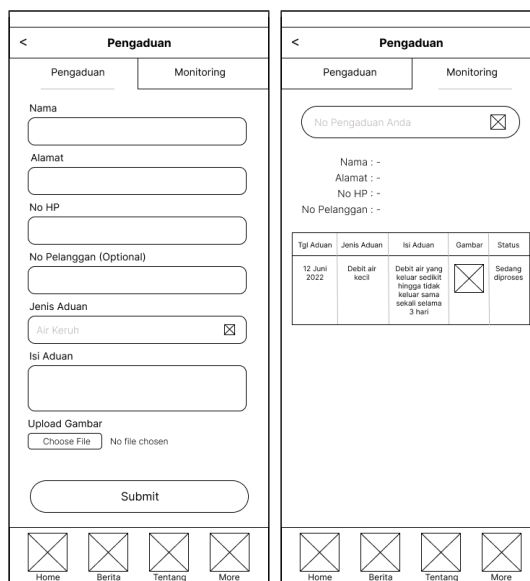 < Pengaduan
Pengaduan Monitoring
Nama
Alamat
No HP
No Pelanggan (Optional)
Jenis Aduan
Air Keruh
Isi Aduan
Upload Gambar
Choose File No file chosen
Submit
Home Berita Tentang More
< Pengaduan
Pengaduan Monitoring
No Pengaduan Anda
Nama : -
Alamat : -
No HP : -
No Pelanggan : -
Tgl Aduan Jenis Aduan Isi Aduan Gambar Status
12 Juni
2022
Debit air
kecil
Debit air yang
keluar sedikit
hingga tidak
keluar sama
sekali selama
3 hari
Sedang
diproses
Home Berita Tentang More